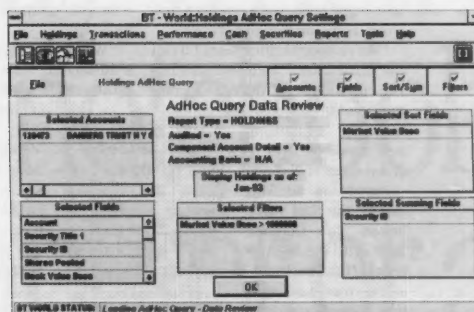 BT - World:Holdings AdHoc Query Settings
File Holdings Transactions Performance Cash Securities Reports Tools Help
File
Holdings AdHoc Query
Accounts
Fields
Sort/Sum
Filters
AdHoc Query Data Review
Selected Accounts
BANKERS TRUST N Y
Report Type = HOLDINGS
Audited = Yes
Component Account Detail = Yes
Accounting Basis = N/A
Display Holdings as of:
Jan-93
Selected Sort Fields
Market Value Base
Selected Fields
Account
Security Title 1
Security ID
Shares Posted
Book Value Base
Selected Filters
Market Value Base > 1000000
Selected Summing Fields
Security ID
OK
BT WORLD STATUS: Loading AdHoc Query - Data Review